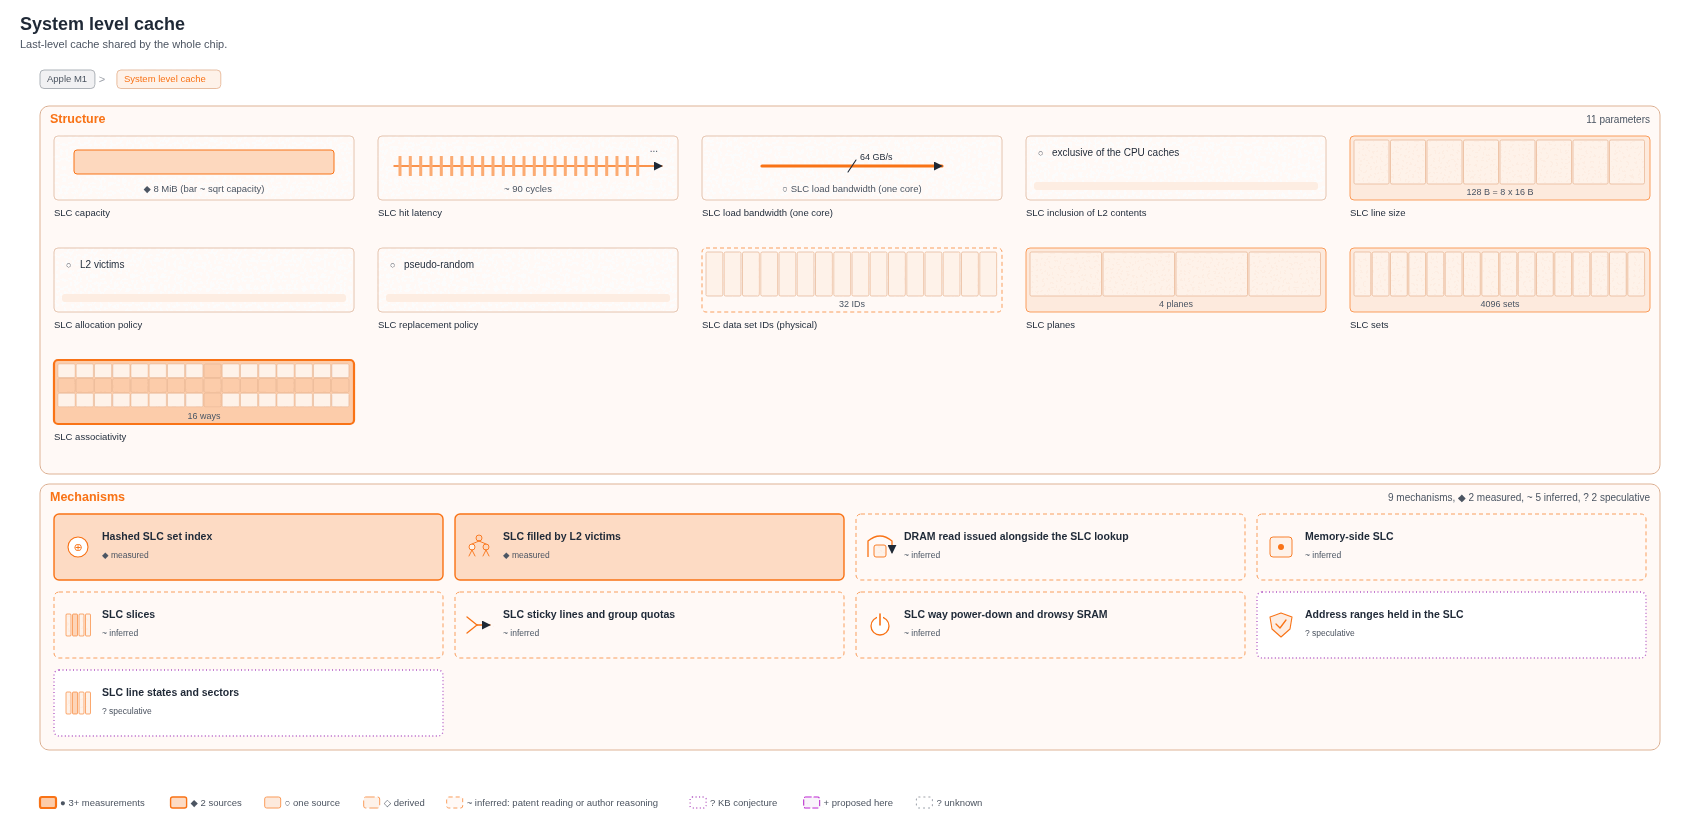 System level cache
Last-level cache shared by the whole chip.
Apple M1 > System level cache
Structure
11 parameters
◆ 8 MiB (bar ~ sqrt capacity)
SLC capacity
...
~ 90 cycles
SLC hit latency
64 GB/s
○ SLC load bandwidth (one core)
SLC load bandwidth (one core)
○ exclusive of the CPU caches
SLC inclusion of L2 contents
128 B = 8 x 16 B
SLC line size
○ L2 victims
SLC allocation policy
○ pseudo-random
SLC replacement policy
32 IDs
SLC data set IDs (physical)
4 planes
SLC planes
4096 sets
SLC sets
16 ways
SLC associativity
Mechanisms
9 mechanisms, ◆ 2 measured, ~ 5 inferred, ? 2 speculative
Hashed SLC set index
◆ measured
SLC filled by L2 victims
◆ measured
DRAM read issued alongside the SLC lookup
~ inferred
Memory-side SLC
~ inferred
SLC slices
~ inferred
SLC sticky lines and group quotas
~ inferred
SLC way power-down and drowsy SRAM
~ inferred
Address ranges held in the SLC
? speculative
SLC line states and sectors
? speculative
● 3+ measurements ◆ 2 sources ○ one source ◇ derived ~ inferred: patent reading or author reasoning ? KB conjecture + proposed here ? unknown